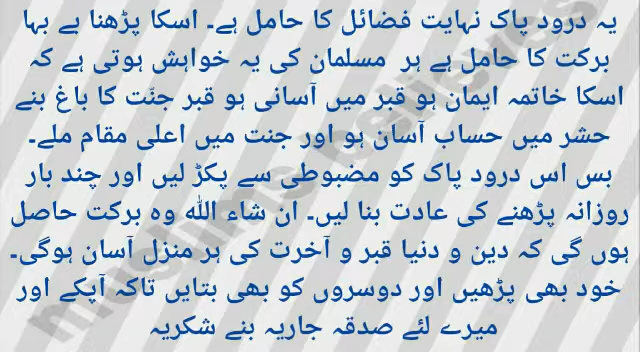 یہ درود پاک نہایت فضائل کا حامل ہے۔ اسکا پڑھنا بے بہا
برکت کا حامل ہے ہر مسلمان کی یہ خواہش ہوتی ہے کہ
اسکا خاتمہ ایمان ہو قبر میں آسانی ہو قبر جنّت کا باغ بنے
حشر میں حساب آسان ہو اور جنت میں اعلی مقام ملے۔
بس اس درود پاک کو مضبوطی سے پکڑ لیں اور چند بار
روزانہ پڑھنے کی عادت بنا لیں۔ ان شاء اللّٰہ وہ برکت حاصل
ہوں گی کہ دین و دنیا قبر و آخرت کی ہر منزل آسان ہوگی۔
خود بھی پڑھیں اور دوسروں کو بھی بتایں تاکہ آپکے اور
میرے لئے صدقہ جاریہ بنے شکریہ